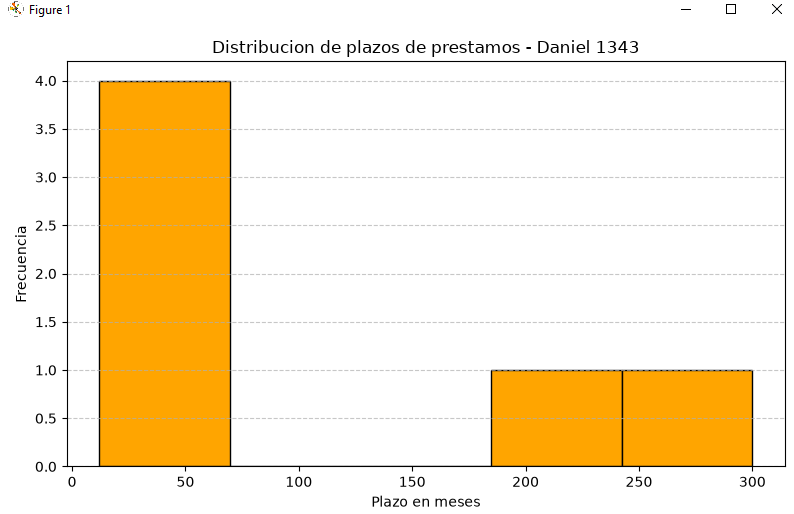 Figure 1
Distribucion de plazos de prestamos - Daniel 1343
4.0
3.5
3.0
2.5
2.0
1.5
1.0
0.5
0.0
Frecuencia
0 50 100 150 200 250 300
Plazo en meses